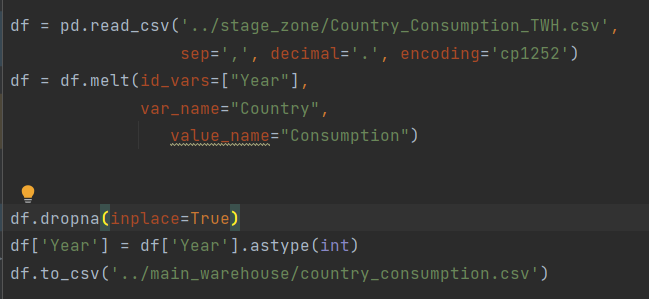 df = pd.read_csv('../stage_zone/Country_Consumption_TWH.csv',
                 sep=',', decimal='.', encoding='cp1252')
df = df.melt(id_vars=["Year"],
             var_name="Country",
                value_name="Consumption")
df.dropna(inplace=True)
df['Year'] = df['Year'].astype(int)
df.to_csv('../main_warehouse/country_consumption.csv')